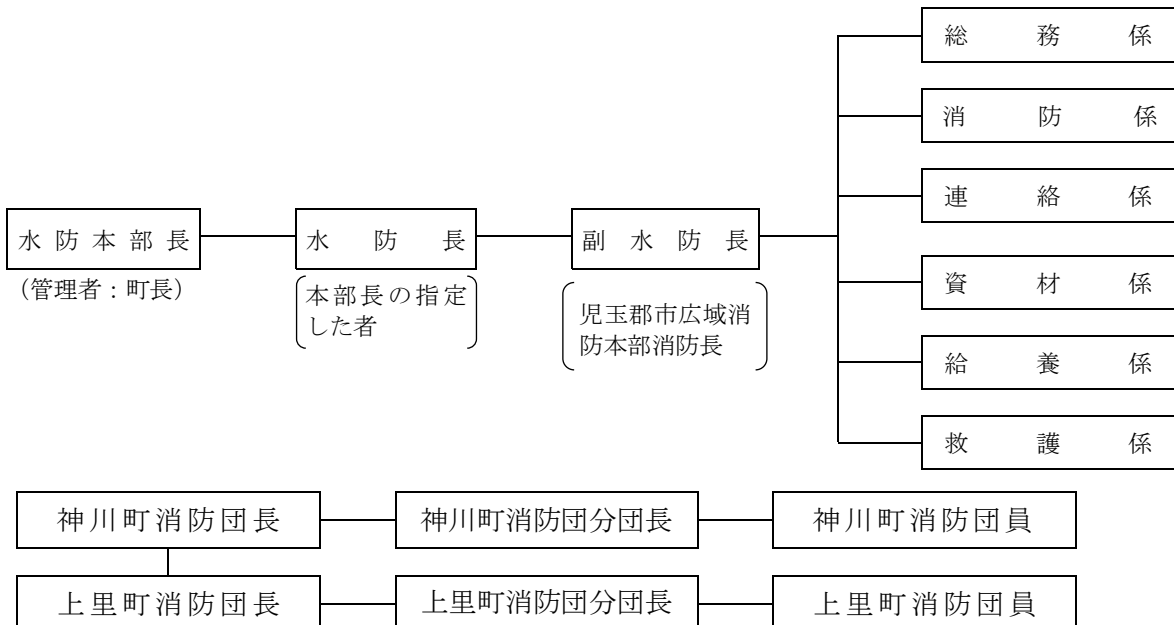 総務係
消防係
連絡係
水防本部長
水防長
副水防長
(管理者：町長)
本部長の指定
した者
児玉郡市広域消
防本部消防長
資材係
給養係
救護係
神川町消防団長
神川町消防団分団長
神川町消防団員
上里町消防団長
上里町消防団分団長
上里町消防団員